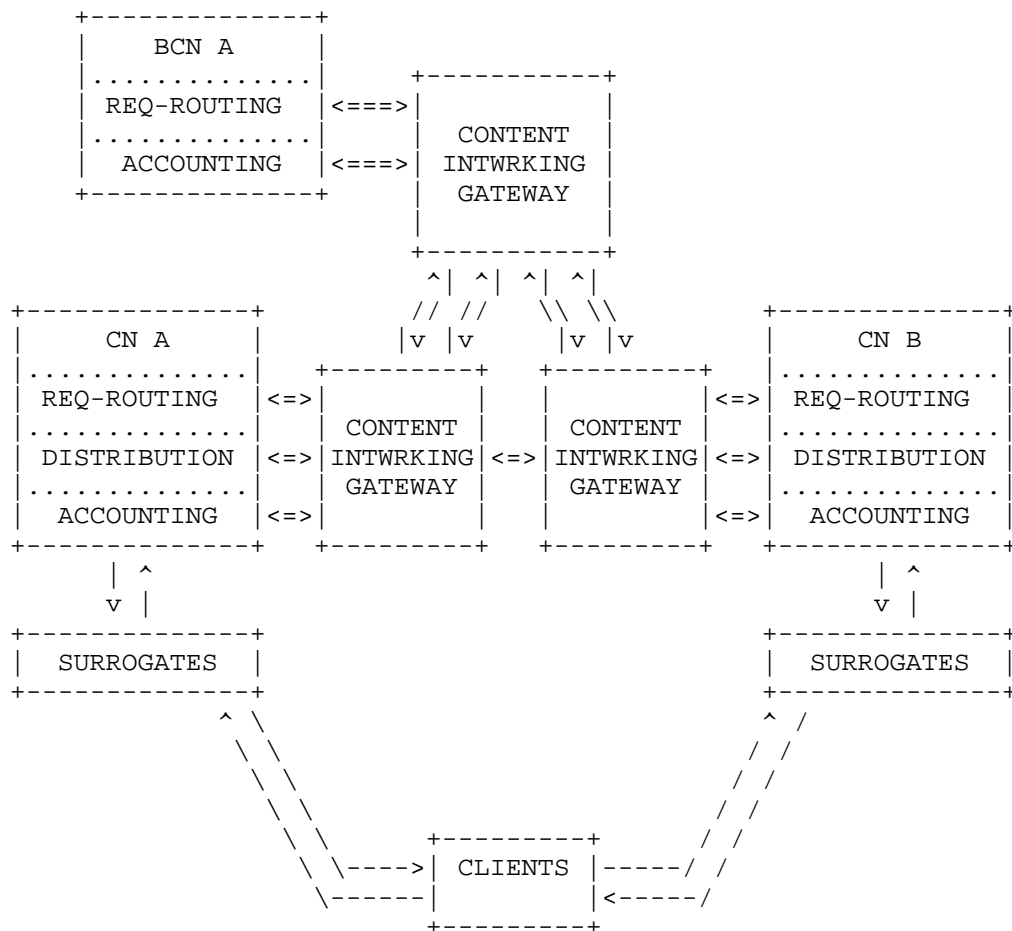 BCN A
REQ-ROUTING
ACCOUNTING
CONTENT
INTWRKING
GATEWAY
CN A
REQ-ROUTING
DISTRIBUTION
ACCOUNTING
CONTENT
INTWRKING
GATEWAY
CONTENT
INTWRKING
GATEWAY
CN B
REQ-ROUTING
DISTRIBUTION
ACCOUNTING
SURROGATES
SURROGATES
CLIENTS